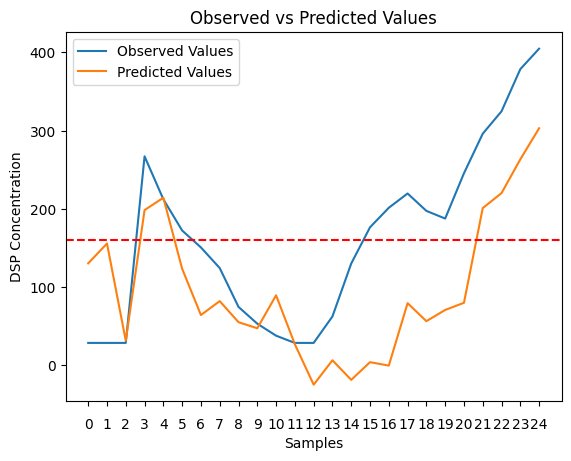 Observed vs Predicted Values
Observed Values
Predicted Values
400
300
200
100
0
DSP Concentration
0 1 2 3 4 5 6 7 8 9 10 11 12 13 14 15 16 17 18 19 20 21 22 23 24
Samples